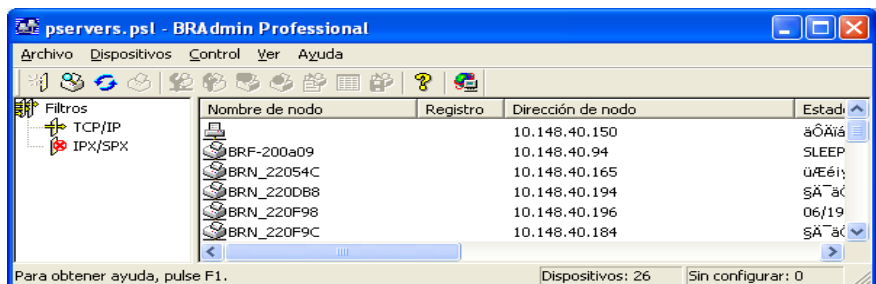 pservers.psl - BRAdmin Professional
Archivo Dispositivos Control Ver Ayuda
Filtros
TCP/IP
IPX/SPX
Nombre de nodo Registro Dirección de nodo Estad
10.148.40.150 äÔÄïá
BRF-200a09 10.148.40.94 SLEEP
BRN_22054C 10.148.40.165
BRN_220DB8 10.148.40.194 §Ä¯äÔ
BRN_220F98 10.148.40.196 06/19
BRN_220F9C 10.148.40.184
Para obtener ayuda, pulse F1. Dispositivos: 26 Sin configurar: 0